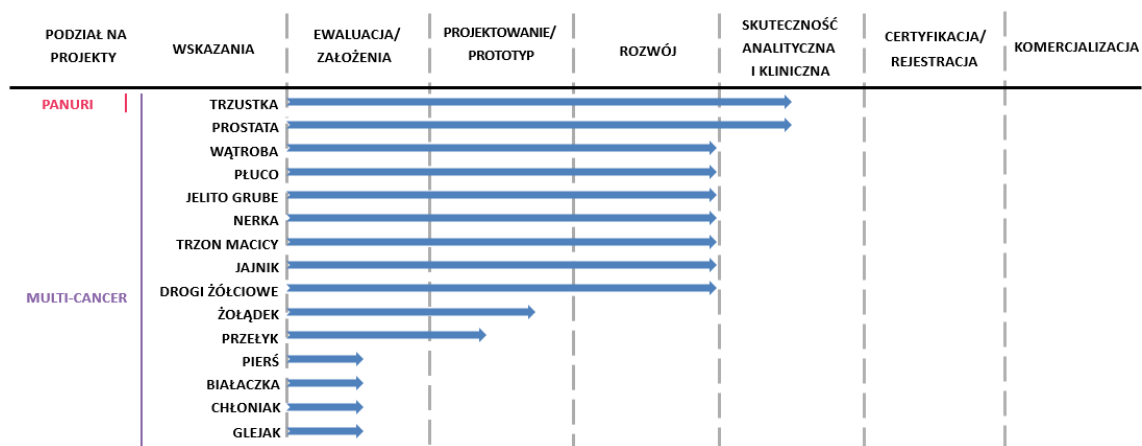 PODZIAŁ NA
PROJEKTY
WSKAZANIA
EWALUACJA/
ZAŁOŻENIA
PROJEKTOWANIE/
PROTOTYP
ROZWÓJ
SKUTECZNOŚĆ
ANALITYCZNA
I KLINICZNA
CERTYFIKACJA/
REJESTRACJA
KOMERCJALIZACJA
PANURI
TRZUSTKA
PROSTATA
WĄTROBA
PŁUCO
JELITO GRUBE
NERKA
TRZON MACICY
JAJNIK
MULTI-CANCER
DROGI ŻÓŁCIOWE
ŻOŁĄDEK
PRZEŁYK
PIERŚ
BIAŁACZKA
CHŁONIAK
GLEJAK